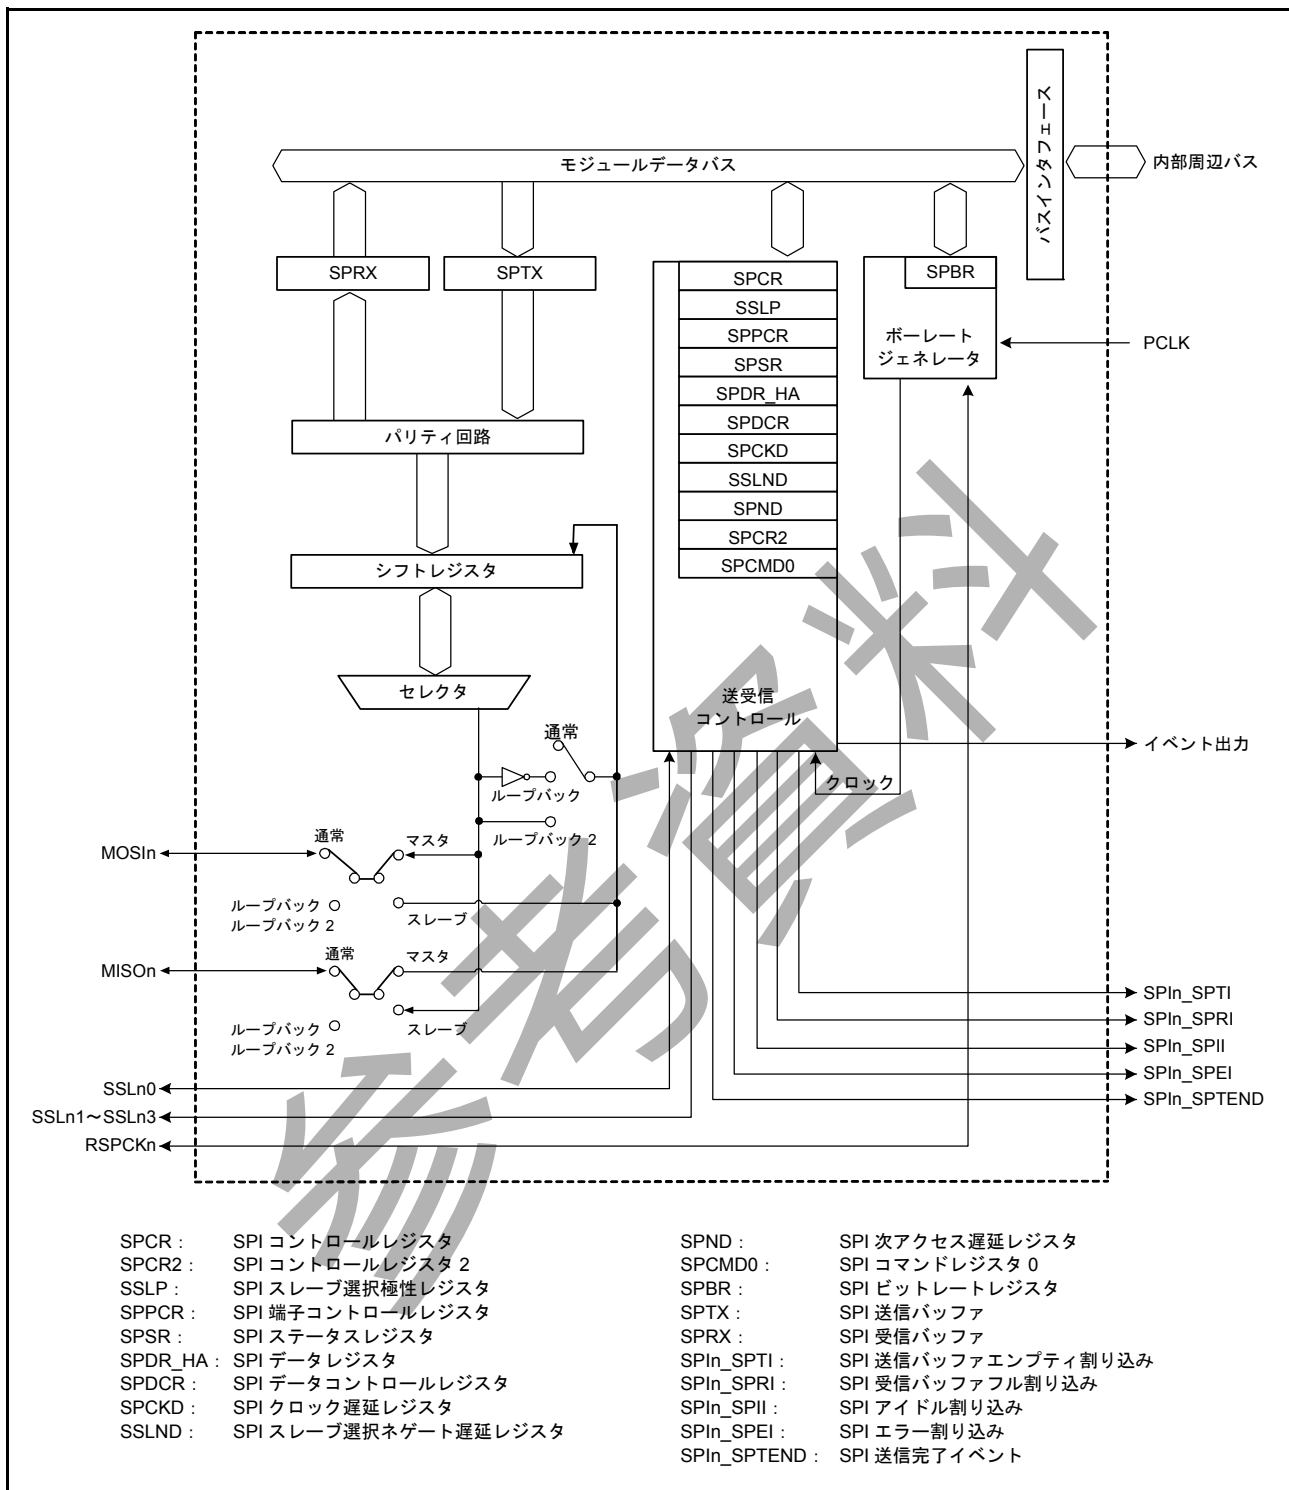 モジュールデータバス
バスインタフェース
内部周辺バス
SPRX
SPTX
SPCR
SSLP
SPPCR
SPSR
SPDR_HA
SPDCR
SPCKD
SSLND
SPND
SPCR2
SPCMD0
送受信
コントロール
SPBR
ボーレート
ジェネレータ
PCLK
パリティ回路
シフトレジスタ
セレクタ
通常
ループバック
ループバック 2
クロック
イベント出力
MOSIn
通常
マスタ
ループバック
ループバック 2
スレーブ
MISOn
通常
マスタ
ループバック
ループバック 2
スレーブ
SSLn0
SSLn1～SSLn3
RSPCKn
SPIn_SPTI
SPIn_SPRI
SPIn_SPII
SPIn_SPEI
SPIn_SPTEND
参考資料
SPCR : SPI コントロールレジスタ
SPCR2 : SPI コントロールレジスタ 2
SSLP : SPI スレーブ選択極性レジスタ
SPPCR : SPI 端子コントロールレジスタ
SPSR : SPI ステータスレジスタ
SPDR_HA : SPI データレジスタ
SPDCR : SPI データコントロールレジスタ
SPCKD : SPI クロック遅延レジスタ
SSLND : SPI スレーブ選択ネゲート遅延レジスタ
SPND : SPI 次アクセス遅延レジスタ
SPCMD0 : SPI コマンドレジスタ 0
SPBR : SPI ビットレートレジスタ
SPTX : SPI 送信バッファ
SPRX : SPI 受信バッファ
SPIn_SPTI : SPI 送信バッファエンプティ割り込み
SPIn_SPRI : SPI 受信バッファフル割り込み
SPIn_SPII : SPI アイドル割り込み
SPIn_SPEI : SPI エラー割り込み
SPIn_SPTEND : SPI 送信完了イベント